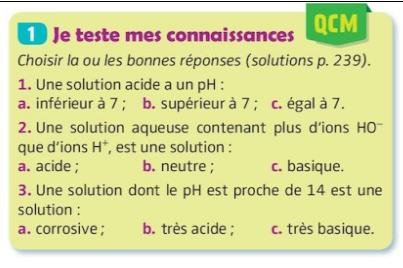 QCM
1 Je teste mes connaissances
Choisir la ou les bonnes réponses (solutions p. 239).
1. Une solution acide a un pH :
a. inférieur à 7 ; b. supérieur à 7 ; c. égal à 7.
2. Une solution aqueuse contenant plus d'ions HO⁻
que d'ions H⁺, est une solution :
a. acide ; b. neutre ; c. basique.
3. Une solution dont le pH est proche de 14 est une
solution :
a. corrosive ; b. très acide ; c. très basique.